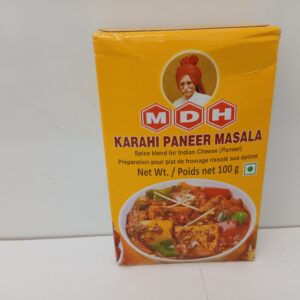 MDH
KARAHI PANEER MASALA
Spice blend for Indian Cheese (Paneer)
Préparation pour plat de fromage rissolé aux épices
Net Wt. / Poids net 100 g